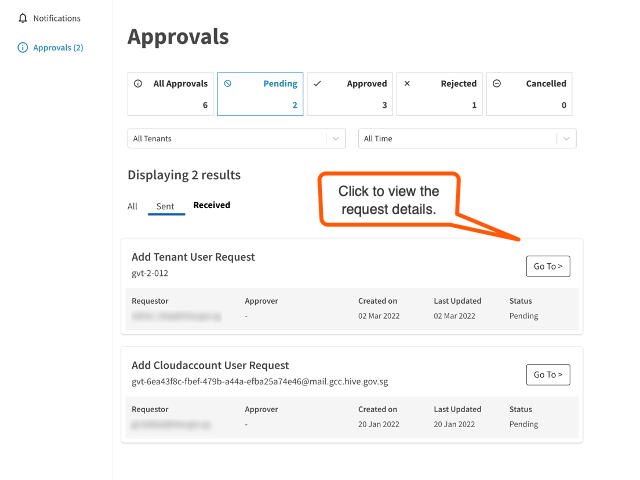 Notifications
Approvals (2)
Approvals
All Approvals
6
Pending
2
Approved
3
Rejected
1
Cancelled
0
All Tenants
All Time
Displaying 2 results
All Sent Received
Click to view the
request details.
Add Tenant User Request
gvt-2-012
Go To >
Requestor Approver Created on Last Updated Status
- 02 Mar 2022 02 Mar 2022 Pending
Add Cloudaccount User Request
gvt-6ea43f8c-fbef-479b-a44a-efba25a74e46@mail.gcc.hive.gov.sg
Go To >
Requestor Approver Created on Last Updated Status
- 20 Jan 2022 20 Jan 2022 Pending